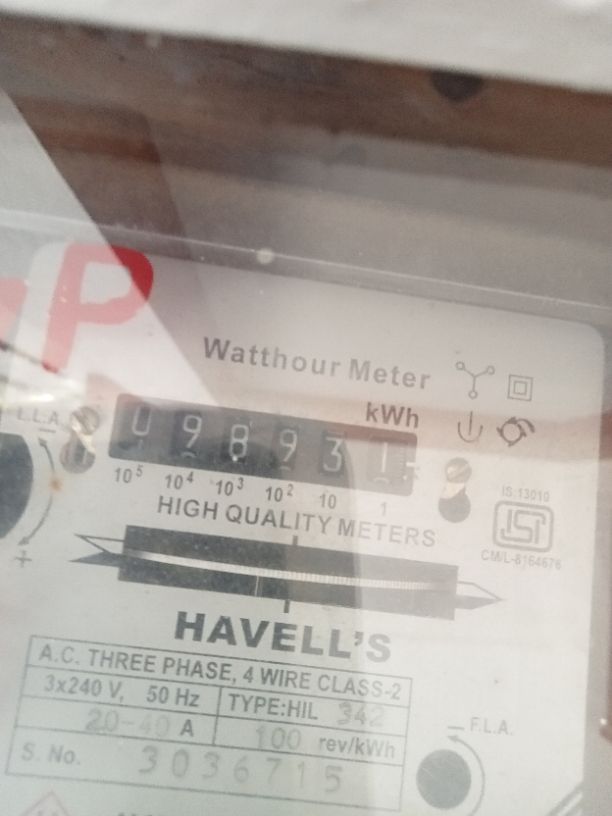 P
Watthour Meter
kWh
L.L.A.
0 9 8 9 3 1
10⁵ 10⁴ 10³ 10² 10 1
HIGH QUALITY METERS
IS:13010
ISI
CM/L-8164676
+
HAVELL'S
A.C. THREE PHASE, 4 WIRE CLASS-2
3x240 V, 50 Hz TYPE:HIL 342
20-40 A 100 rev/kWh
S. No. 3036715
– F.L.A.